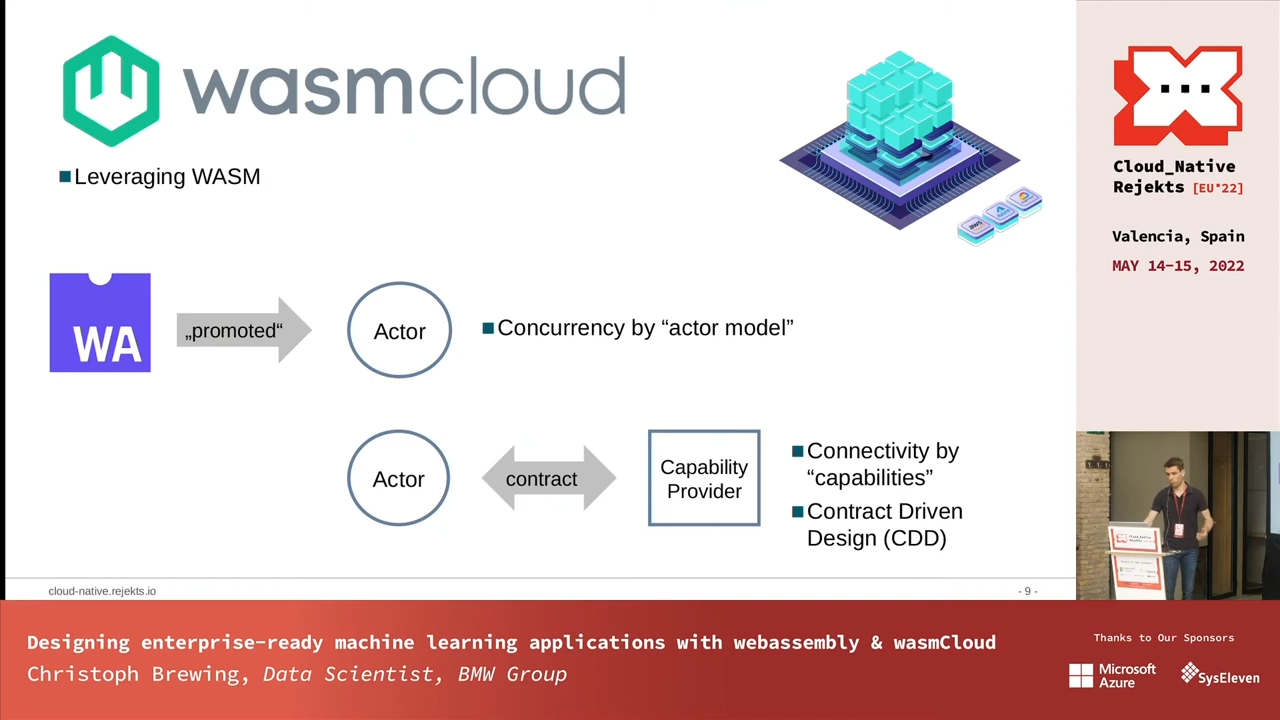 wasmcloud
Leveraging WASM
aws
WA
„promoted“
Actor
Concurrency by “actor model”
Actor
contract
Capability
Provider
Connectivity by
“capabilities”
Contract Driven
Design (CDD)
cloud-native.rejekts.io
- 9 -
Cloud_Native
Rejekts [EU*22]
Valencia, Spain
MAY 14-15, 2022
Designing enterprise-ready machine learning applications with webassembly & wasmCloud
Christoph Brewing, Data Scientist, BMW Group
Thanks to Our Sponsors
Microsoft
Azure
SysEleven